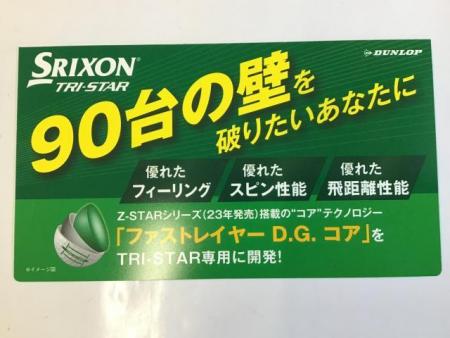 SRIXON
TRI-STAR
DUNLOP
90台の壁を
破りたいあなたに
優れた
フィーリング
優れた
スピン性能
優れた
飛距離性能
Z-STARシリーズ(23年発売)搭載の"コア"テクノロジー
「ファストレイヤー D.G. コア」を
TRI-STAR専用に開発!
※イメージ図